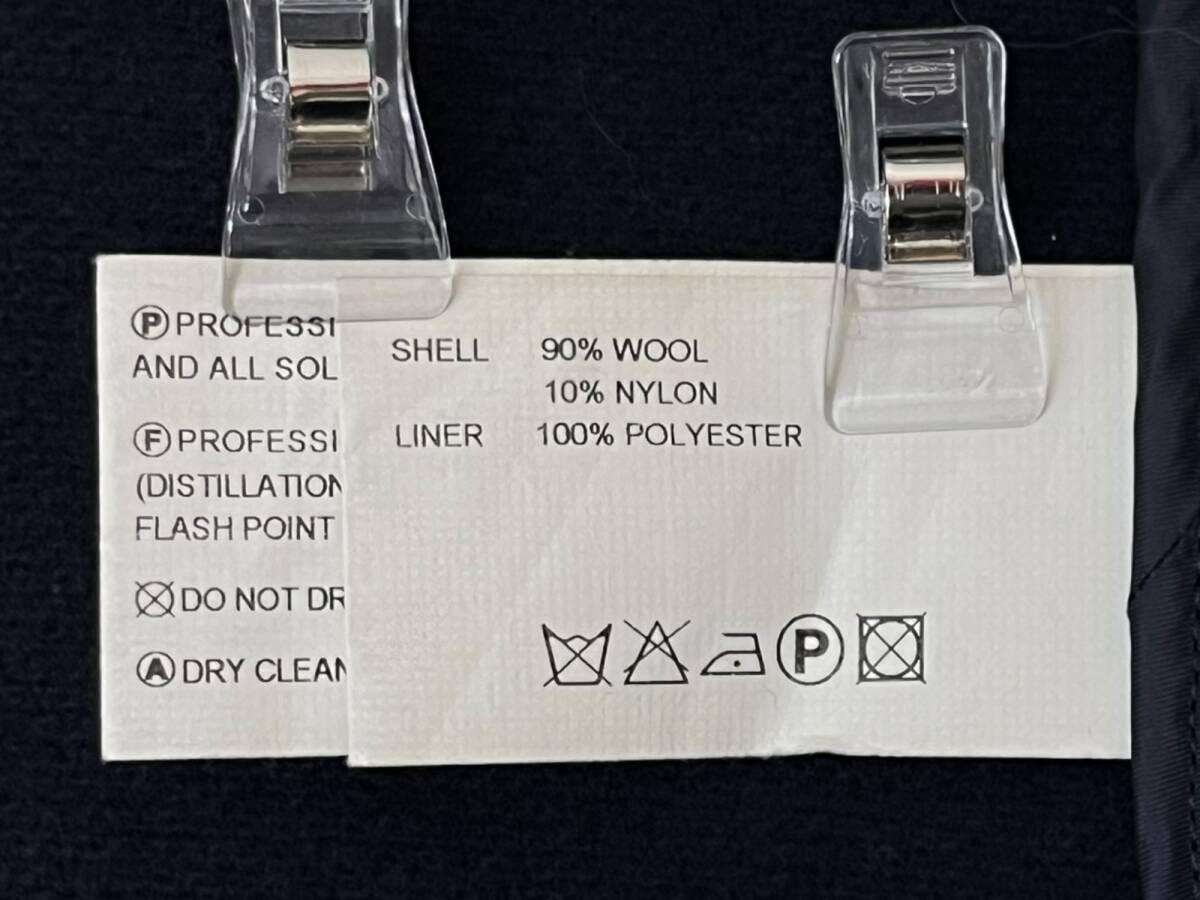 Ⓟ PROFESSI
AND ALL SOL
Ⓕ PROFESSI
(DISTILLATION
FLASH POINT
DO NOT DR
Ⓐ DRY CLEAN
SHELL 90% WOOL
10% NYLON
LINER 100% POLYESTER
Ⓟ